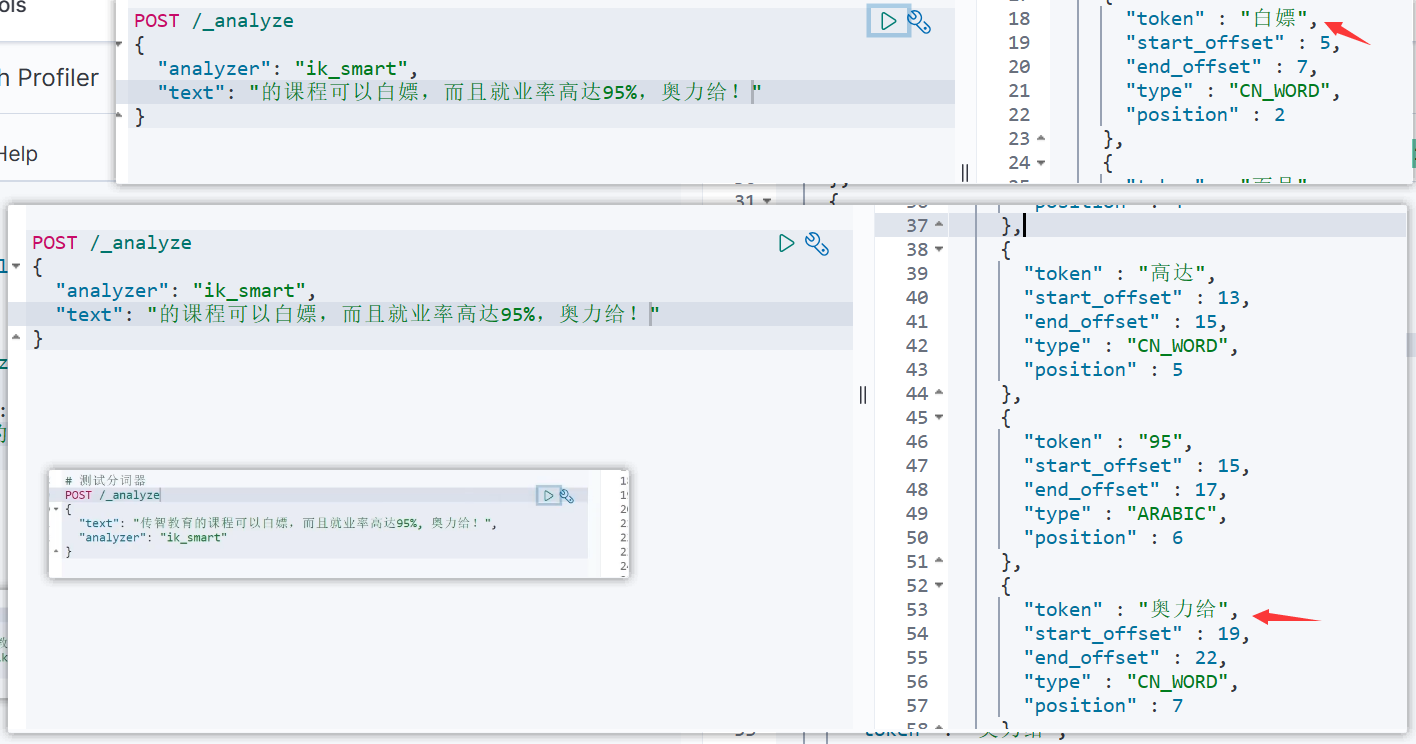 ols
h Profiler
Help
POST /_analyze
{
"analyzer": "ik_smart",
"text": "的课程可以白嫖，而且就业率高达95%，奥力给！"
}
18 "token" : "白嫖",
19 "start_offset" : 5,
20 "end_offset" : 7,
21 "type" : "CN_WORD",
22 "position" : 2
23 },
24 {
31 {
POST /_analyze
{
"analyzer": "ik_smart",
"text": "的课程可以白嫖，而且就业率高达95%，奥力给！"
}
37 },
38 {
39 "token" : "高达",
40 "start_offset" : 13,
41 "end_offset" : 15,
42 "type" : "CN_WORD",
43 "position" : 5
44 },
45 {
46 "token" : "95",
47 "start_offset" : 15,
48 "end_offset" : 17,
49 "type" : "ARABIC",
50 "position" : 6
51 },
52 {
53 "token" : "奥力给",
54 "start_offset" : 19,
55 "end_offset" : 22,
56 "type" : "CN_WORD",
57 "position" : 7
58 }
# 测试分词器
POST /_analyze
{
"text": "传智教育的课程可以白嫖，而且就业率高达95%, 奥力给！",
"analyzer": "ik_smart"
}